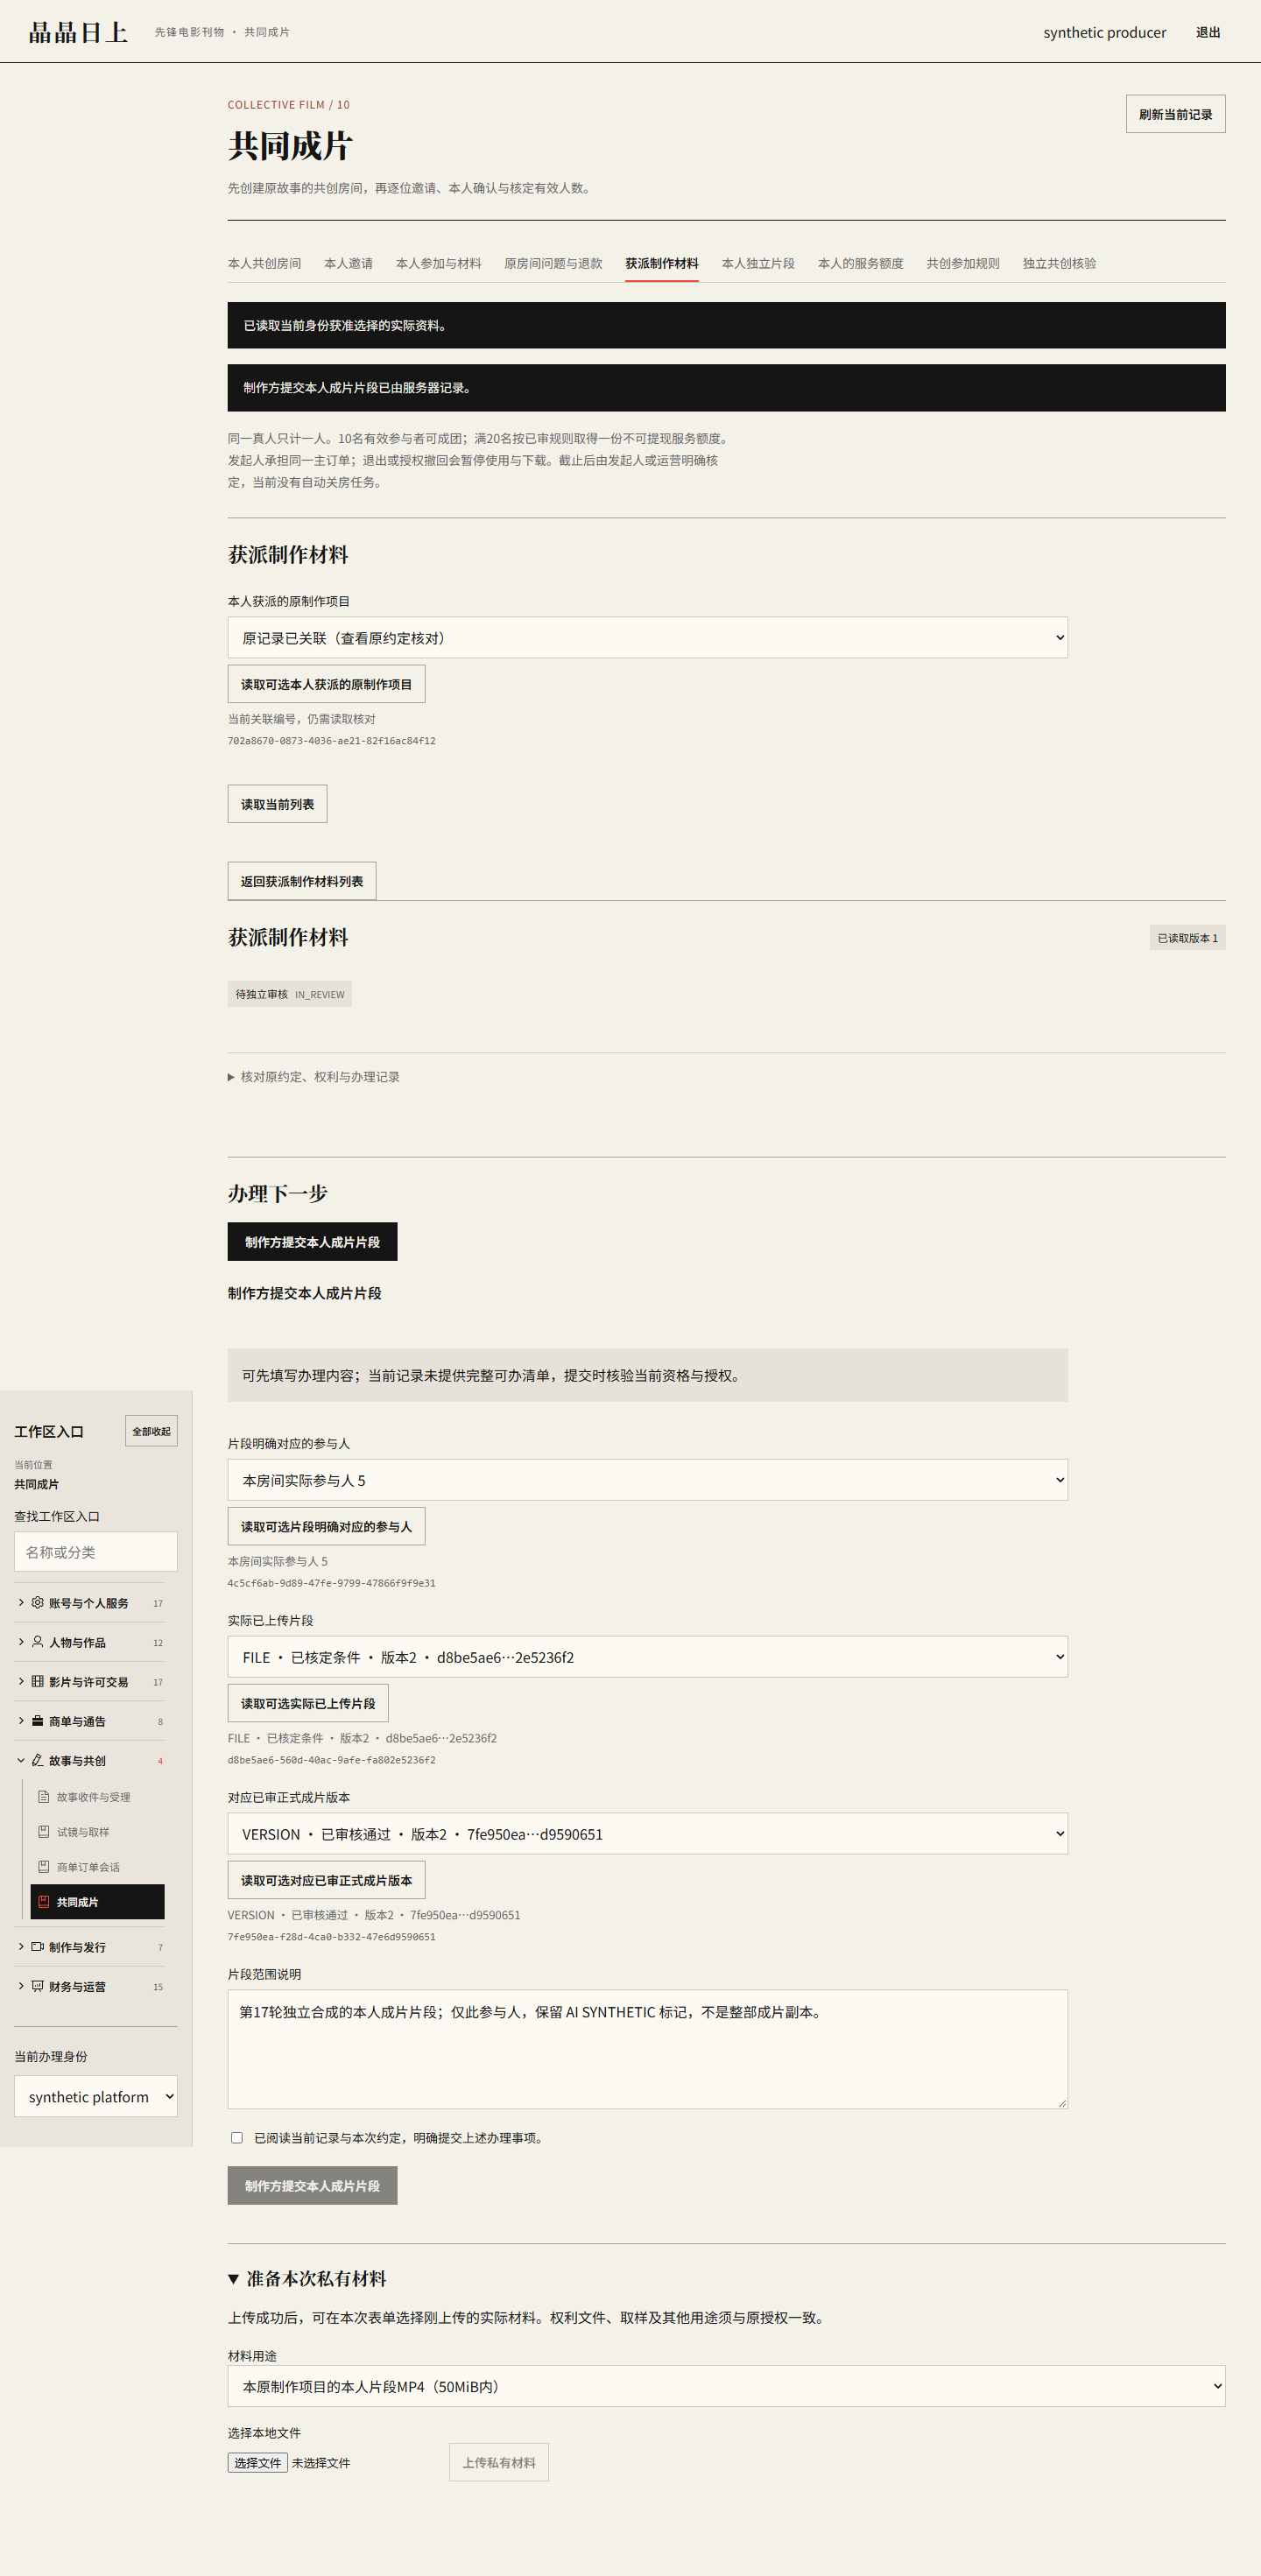 晶晶日上
先锋电影刊物 · 共同成片
synthetic producer
退出
COLLECTIVE FILM / 10
共同成片
先创建原故事的共创房间，再逐位邀请、本人确认与核定有效人数。
刷新当前记录
本人共创房间
本人邀请
本人参加与材料
原房间问题与退款
获派制作材料
本人独立片段
本人的服务额度
共创参加规则
独立共创核验
已读取当前身份获准选择的实际资料。
制作方提交本人成片片段已由服务器记录。
同一真人只计一人。10名有效参与者可成团；满20名按已审规则取得一份不可提现服务额度。
发起人承担同一主订单；退出或授权撤回会暂停使用与下载。截止后由发起人或运营明确核
定，当前没有自动关房任务。
获派制作材料
本人获派的原制作项目
原记录已关联（查看原约定核对）
读取可选本人获派的原制作项目
当前关联编号，仍需读取核对
702a8670-0873-4036-ae21-82f16ac84f12
读取当前列表
返回获派制作材料列表
获派制作材料
已读取版本 1
待独立审核 IN_REVIEW
核对原约定、权利与办理记录
办理下一步
制作方提交本人成片片段
制作方提交本人成片片段
可先填写办理内容；当前记录未提供完整可办清单，提交时核验当前资格与授权。
片段明确对应的参与人
本房间实际参与人 5
读取可选片段明确对应的参与人
本房间实际参与人 5
4c5cf6ab-9d89-47fe-9799-47866f9f9e31
实际已上传片段
FILE · 已核定条件 · 版本2 · d8be5ae6…2e5236f2
读取可选实际已上传片段
FILE · 已核定条件 · 版本2 · d8be5ae6…2e5236f2
d8be5ae6-560d-40ac-9afe-fa802e5236f2
对应已审正式成片版本
VERSION · 已审核通过 · 版本2 · 7fe950ea…d9590651
读取可选对应已审正式成片版本
VERSION · 已审核通过 · 版本2 · 7fe950ea…d9590651
7fe950ea-f28d-4ca0-b332-47e6d9590651
片段范围说明
第17轮独立合成的本人成片片段；仅此参与人，保留 AI SYNTHETIC 标记，不是整部成片副本。
已阅读当前记录与本次约定，明确提交上述办理事项。
制作方提交本人成片片段
准备本次私有材料
上传成功后，可在本次表单选择刚上传的实际材料。权利文件、取样及其他用途须与原授权一致。
材料用途
本原制作项目的本人片段MP4（50MiB内）
选择本地文件
选择文件 未选择文件
上传私有材料
工作区入口
全部收起
当前位置
共同成片
查找工作区入口
名称或分类
账号与个人服务 17
人物与作品 12
影片与许可交易 17
商单与通告 8
故事与共创 4
故事收件与受理
试镜与取样
商单订单会话
共同成片
制作与发行 7
财务与运营 15
当前办理身份
synthetic platform